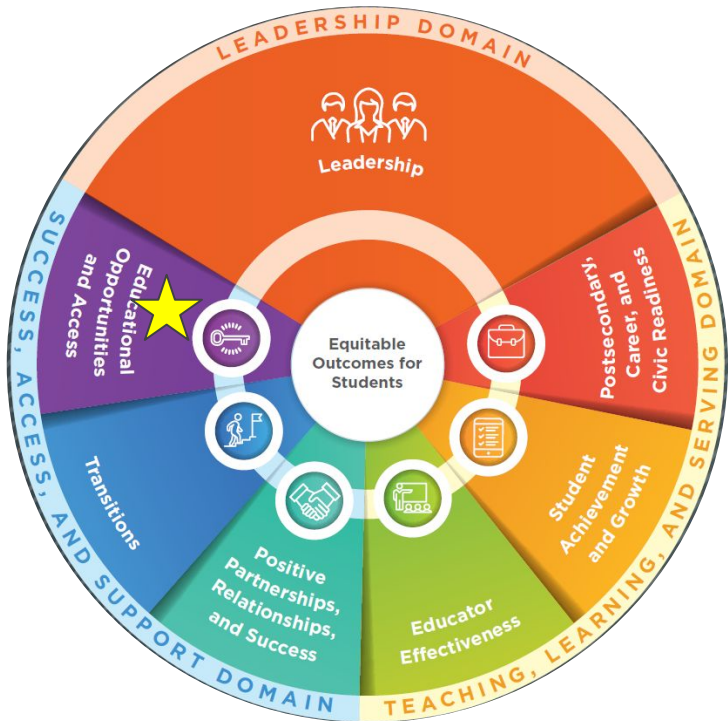 LEADERSHIP DOMAIN
Leadership
Postsecondary,
Career, and
Civic Readiness
Student
Achievement
and Growth
Educator
Effectiveness
Positive
Partnerships,
Relationships,
and Success
Transitions
Educational
Opportunities
and Access
Equitable
Outcomes for
Students
SUCCESS, ACCESS, AND SUPPORT DOMAIN
TEACHING, LEARNING, AND SERVING DOMAIN